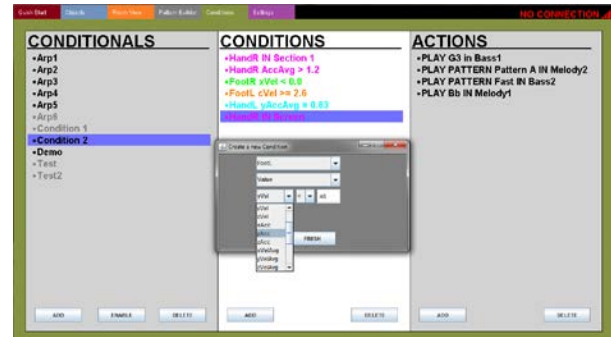 Quick Start Objects Room View Pattern Builder Conditions Settings NO CONNECTION
CONDITIONALS
•Arp1
•Arp2
•Arp3
•Arp4
•Arp5
•Arp6
•Condition 1
•Condition 2
•Demo
•Test
•Test2
ADD ENABLE DELETE
CONDITIONS
•HandR IN Section 1
•HandR AccAvg > 1.2
•FootR xVel < 0.0
•FootL cVel >= 2.6
•HandL yAccAvg = 0.63
•HandR IN Screen
ADD DELETE
ACTIONS
•PLAY G3 in Bass1
•PLAY PATTERN Pattern A IN Melody2
•PLAY PATTERN Fast IN Bass2
•PLAY Bb IN Melody1
ADD DELETE
Create a new Condition
FootL
Value
<
yVel
zVel
xAcc
yAcc
zAcc
xVelAvg
yVelAvg
zVelAvg
FINISH